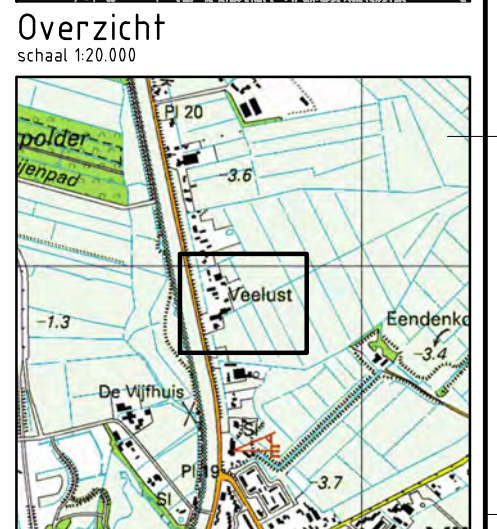 Overzicht
schaal 1:20.000
Pl 20
polder
ijenpad
-3.6
Veelust
-1.3
Eendenko
-3.4
De Vijfhuis
Pl 19
-3.7
Sl